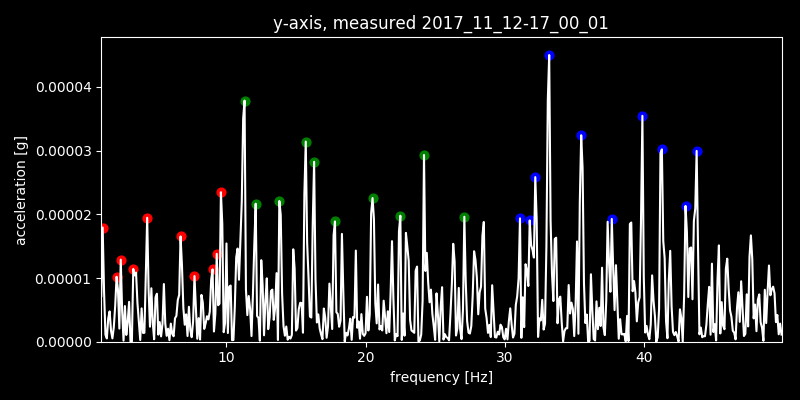 y-axis, measured 2017_11_12-17_00_01
acceleration [g]
0.00004
0.00003
0.00002
0.00001
0.00000
10 20 30 40
frequency [Hz]